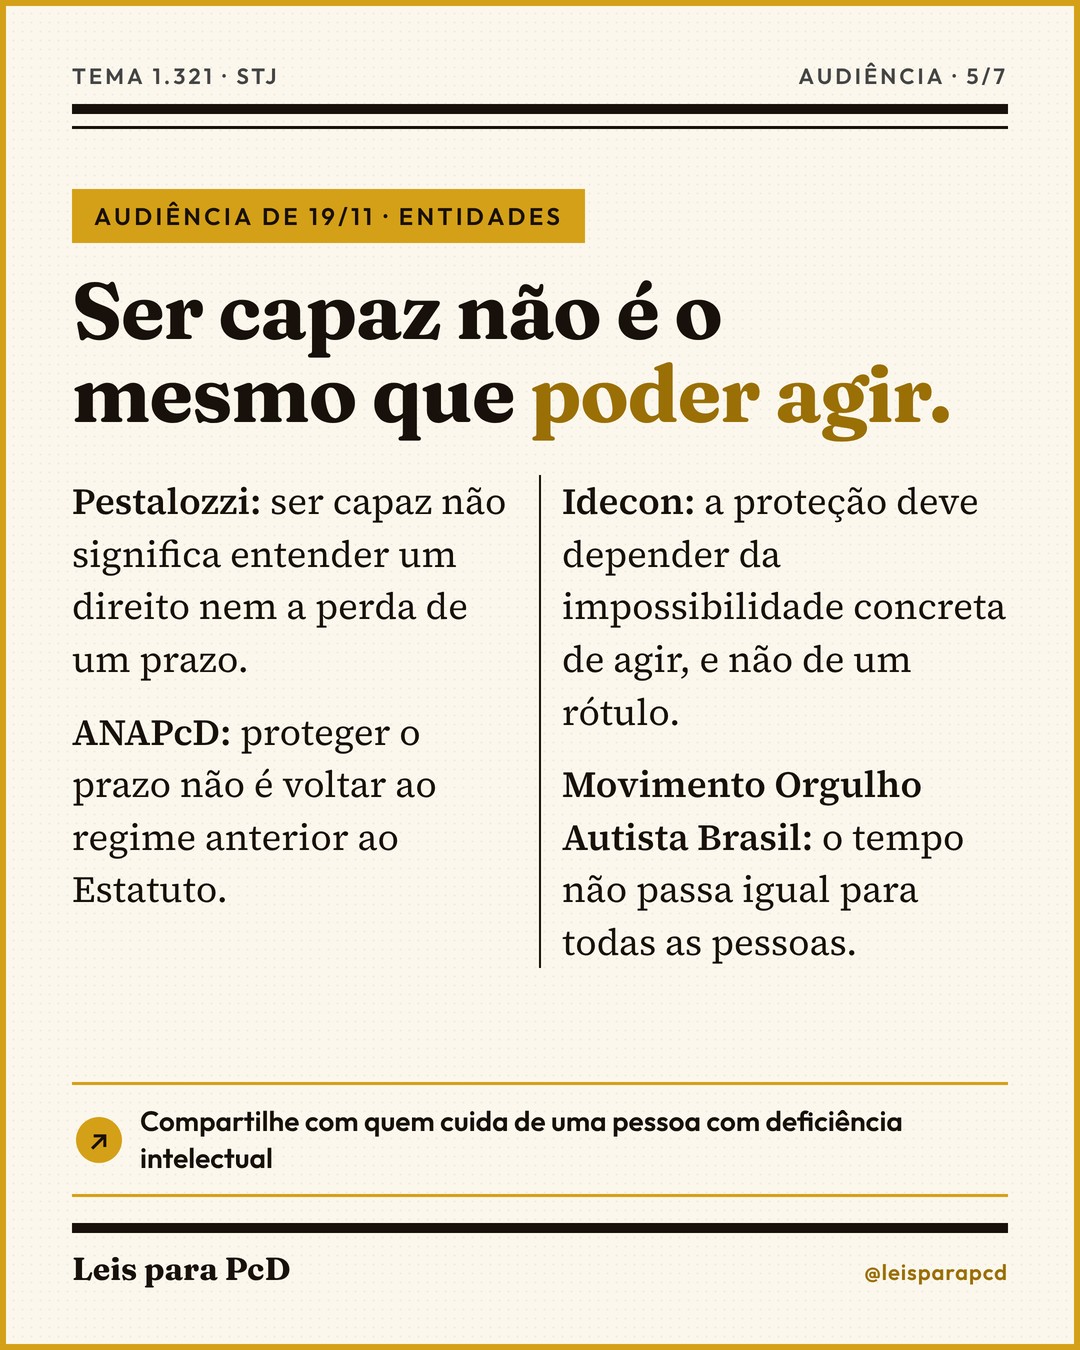 TEMA 1.321 · STJ
AUDIÊNCIA · 5/7
AUDIÊNCIA DE 19/11 · ENTIDADES
Ser capaz não é o
mesmo que poder agir.
Pestalozzi: ser capaz não
significa entender um
direito nem a perda de
um prazo.
ANAPcD: proteger o
prazo não é voltar ao
regime anterior ao
Estatuto.
Idecon: a proteção deve
depender da
impossibilidade concreta
de agir, e não de um
rótulo.
Movimento Orgulho
Autista Brasil: o tempo
não passa igual para
todas as pessoas.
Compartilhe com quem cuida de uma pessoa com deficiência
intelectual
Leis para PcD
@leisparapcd